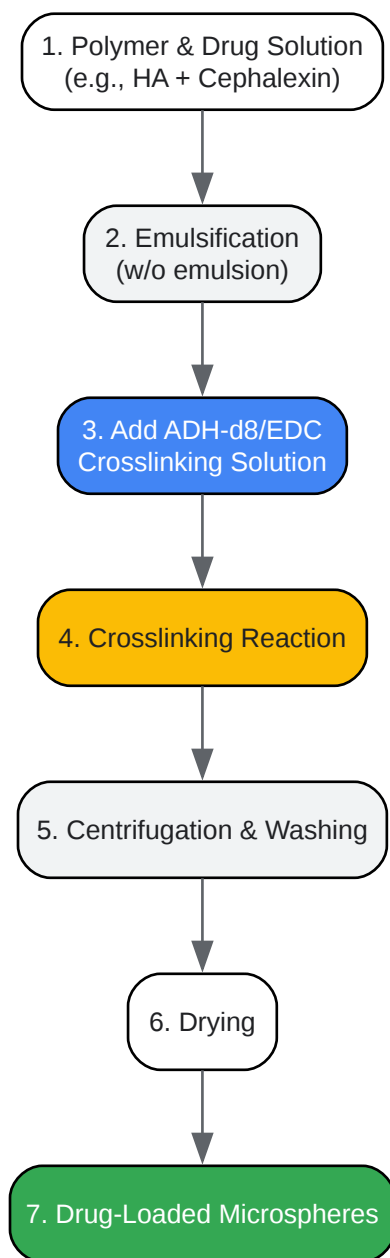 1. Polymer & Drug Solution
(e.g., HA + Cephalexin)
2. Emulsification
(w/o emulsion)
3. Add ADH-d8/EDC
Crosslinking Solution
4. Crosslinking Reaction
5. Centrifugation & Washing
6. Drying
7. Drug-Loaded Microspheres